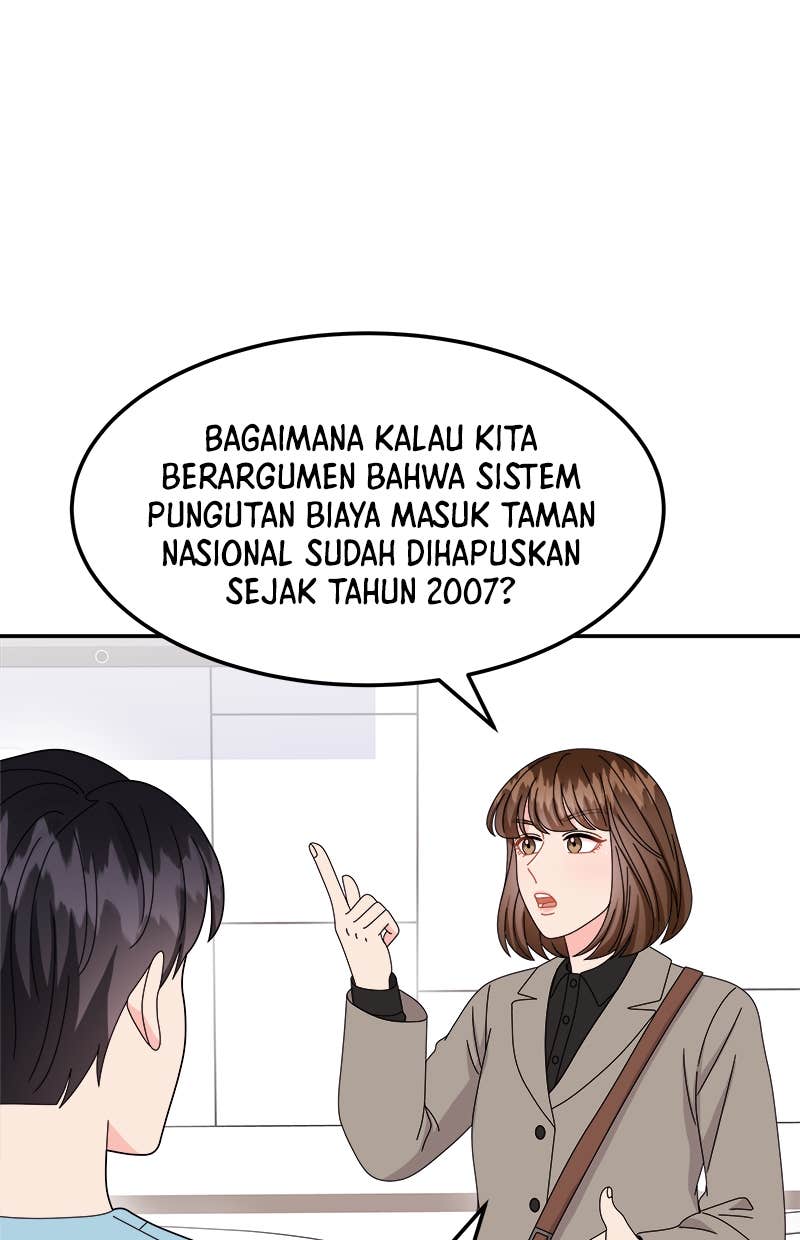 BAGAIMANA KALAU KITA
BERARGUMEN BAHWA SISTEM
PUNGUTAN BIAYA MASUK TAMAN
NASIONAL SUDAH DIHAPUSKAN
SEJAK TAHUN 2007?